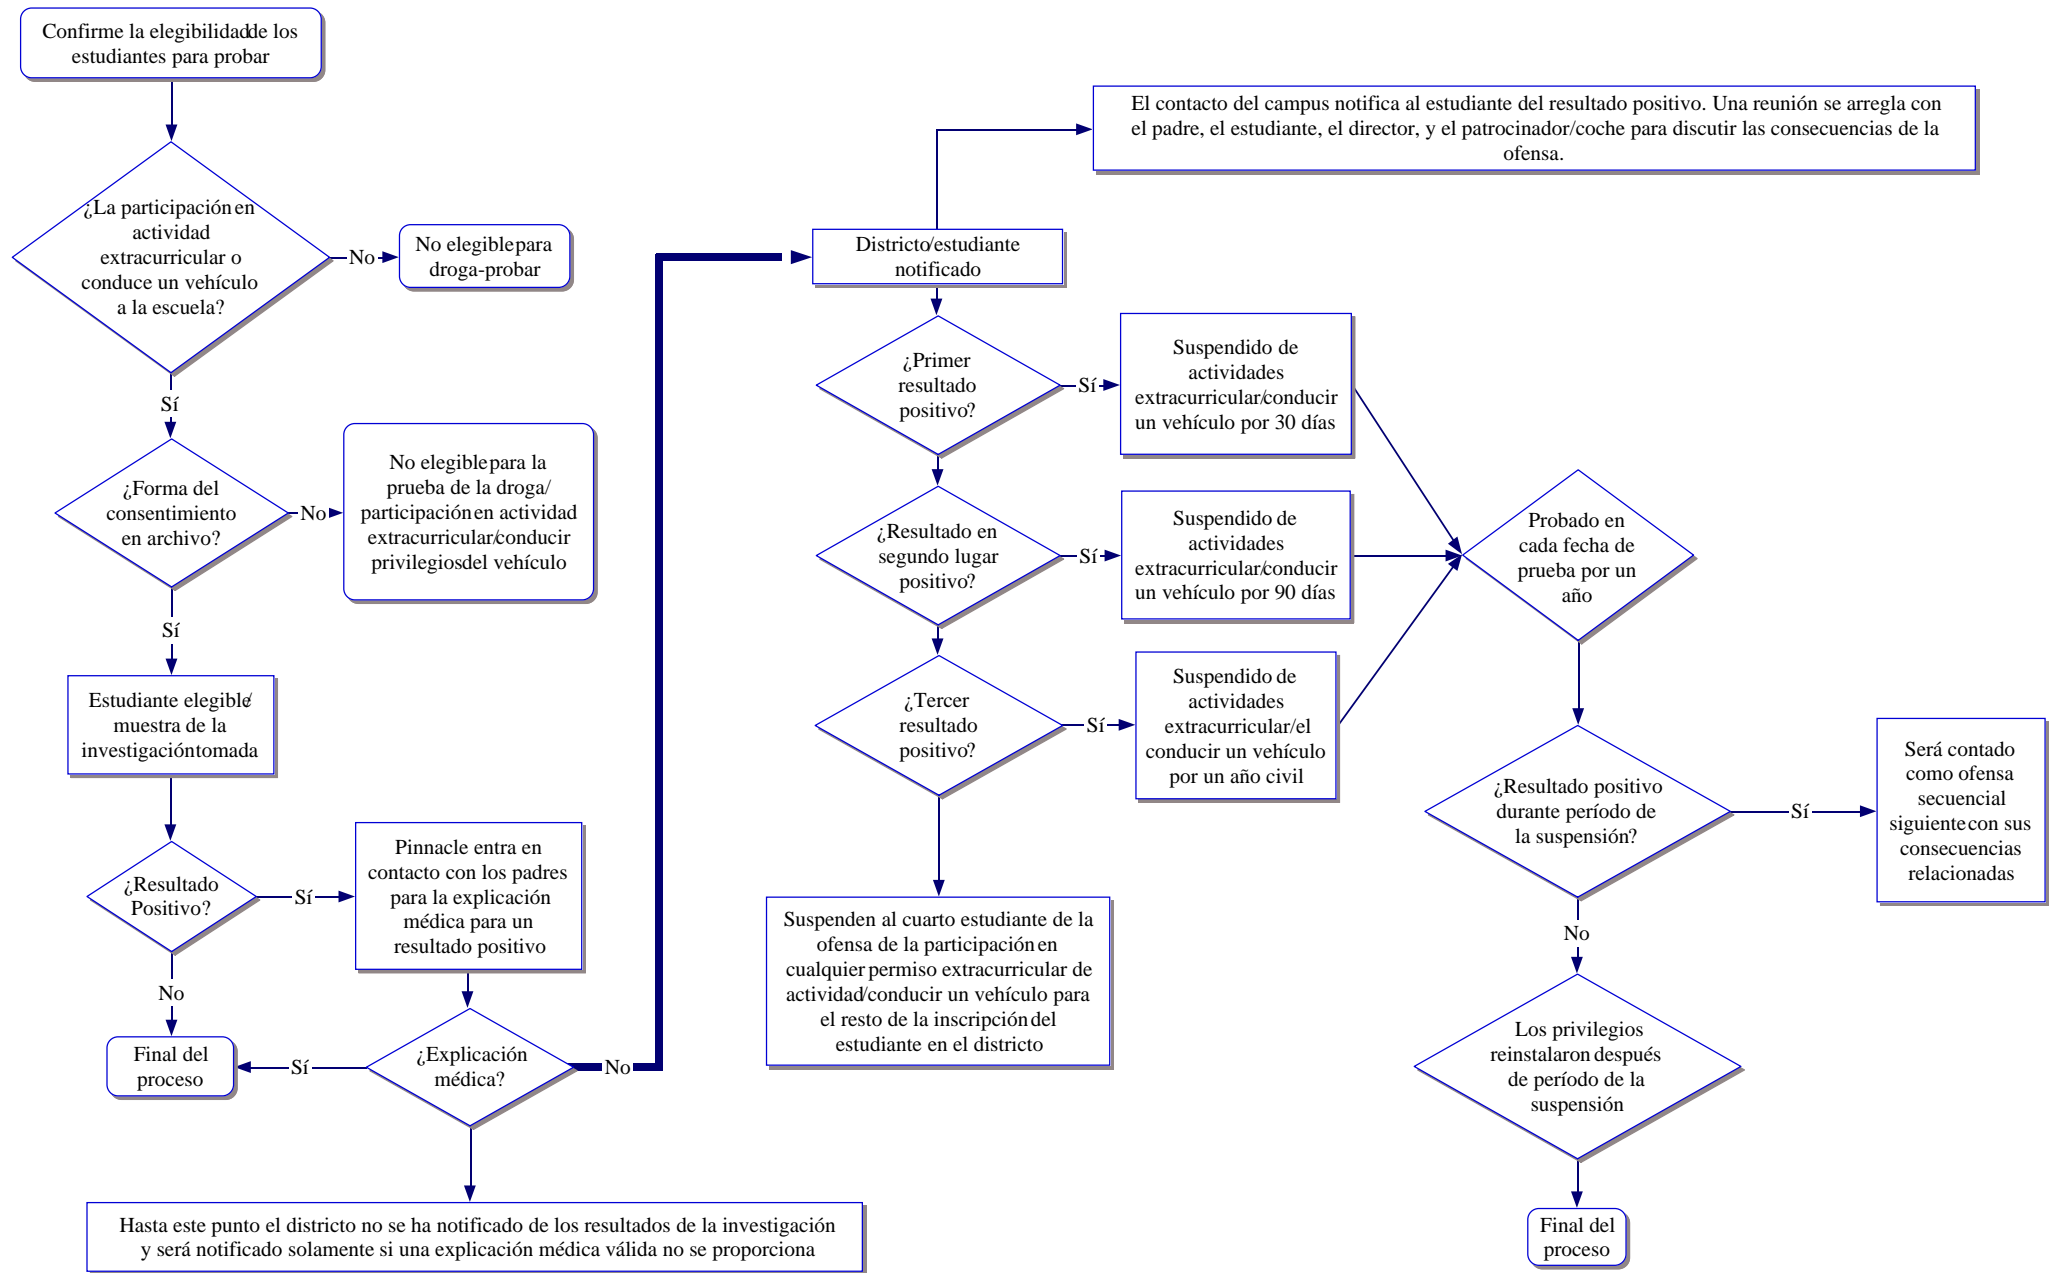 Confirme la elegibilidad de los
estudiantes para probar
¿La participación en
actividad
extracurricular o
conduce un vehículo
a la escuela?
No
No elegible para
droga-probar
Sí
¿Forma del
consentimiento
en archivo?
No
No elegible para la
prueba de la droga/
participación en actividad
extracurricular/conducir
privilegios del vehículo
Sí
Estudiante elegible/
muestra de la
investigación tomada
¿Resultado
Positivo?
Sí
Pinnacle entra en
contacto con los padres
para la explicación
médica para un
resultado positivo
No
Final del
proceso
Sí
¿Explicación
médica?
No
Hasta este punto el districto no se ha notificado de los resultados de la investigación
y será notificado solamente si una explicación médica válida no se proporciona
El contacto del campus notifica al estudiante del resultado positivo. Una reunión se arregla con
el padre, el estudiante, el director, y el patrocinador/coche para discutir las consecuencias de la
ofensa.
Districto/estudiante
notificado
¿Primer
resultado
positivo?
Sí
Suspendido de
actividades
extracurricular/conducir
un vehículo por 30 días
¿Resultado en
segundo lugar
positivo?
Sí
Suspendido de
actividades
extracurricular/conducir
un vehículo por 90 días
¿Tercer
resultado
positivo?
Sí
Suspendido de
actividades
extracurricular/el
conducir un vehículo
por un año civil
Suspenden al cuarto estudiante de la
ofensa de la participación en
cualquier permiso extracurricular de
actividad/conducir un vehículo para
el resto de la inscripción del
estudiante en el districto
Probado en
cada fecha de
prueba por un
año
¿Resultado positivo
durante período de
la suspensión?
Sí
Será contado
como ofensa
secuencial
siguiente con sus
consecuencias
relacionadas
No
Los privilegios
reinstalaron después
de período de la
suspensión
Final del
proceso